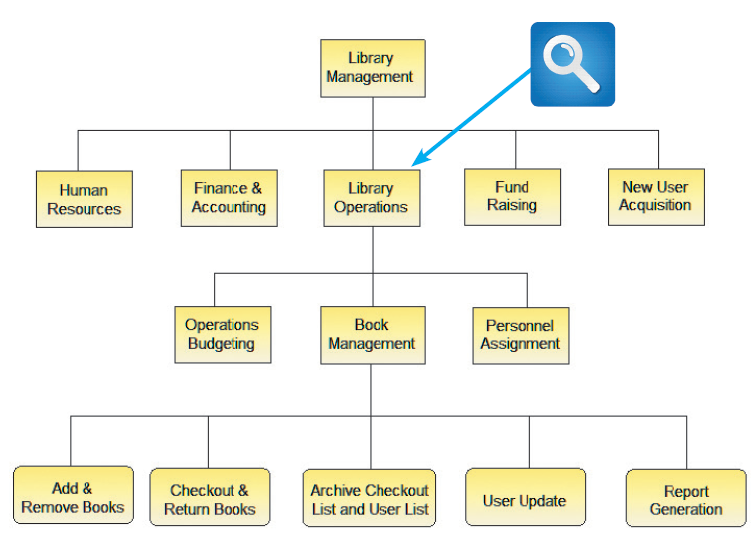 Library
Management
Human
Resources
Finance &
Accounting
Library
Operations
Fund
Raising
New User
Acquisition
Operations
Budgeting
Book
Management
Personnel
Assignment
Add &
Remove Books
Checkout &
Return Books
Archive Checkout
List and User List
User Update
Report
Generation